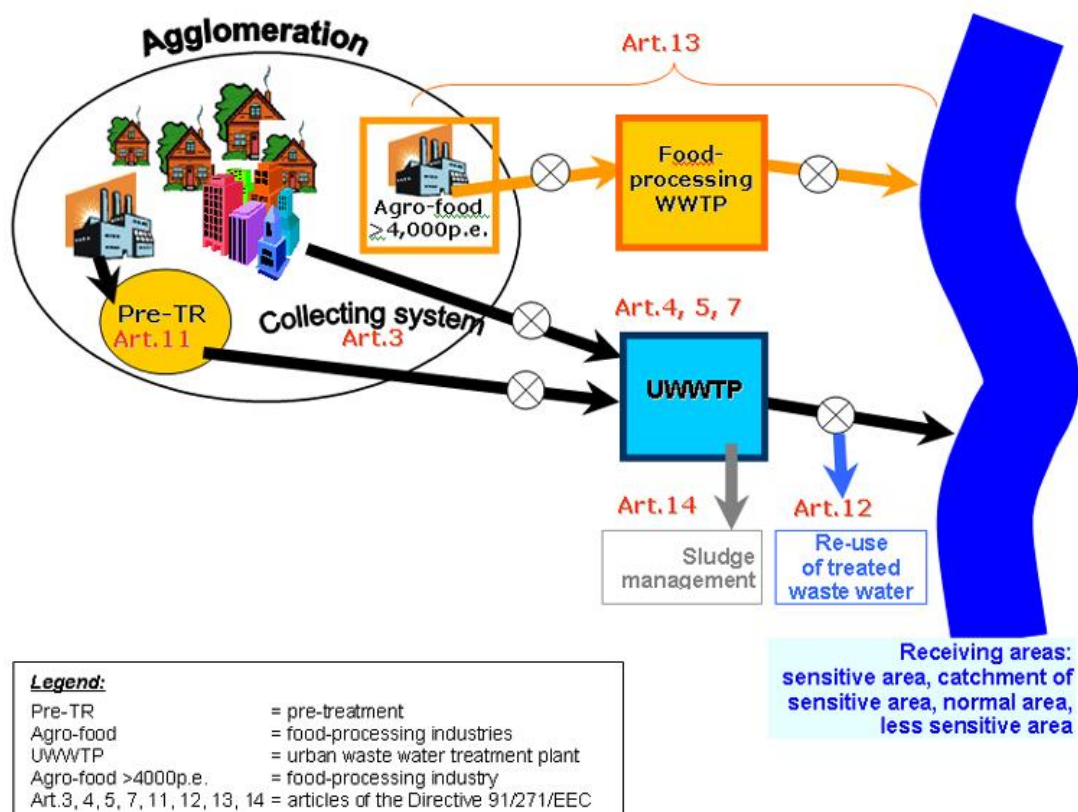 Agglomeration
Art.13
Agro-food
≥4,000p.e.
Food-
processing
WWTP
Pre-TR
Art.11
Collecting system
Art.3
Art.4, 5, 7
UWWTP
Art.14
Art.12
Sludge
management
Re-use
of treated
waste water
Receiving areas:
sensitive area, catchment of
sensitive area, normal area,
less sensitive area
Legend:
Pre-TR = pre-treatment
Agro-food = food-processing industries
UWWTP = urban waste water treatment plant
Agro-food >4000p.e. = food-processing industry
Art.3, 4, 5, 7, 11, 12, 13, 14 = articles of the Directive 91/271/EEC